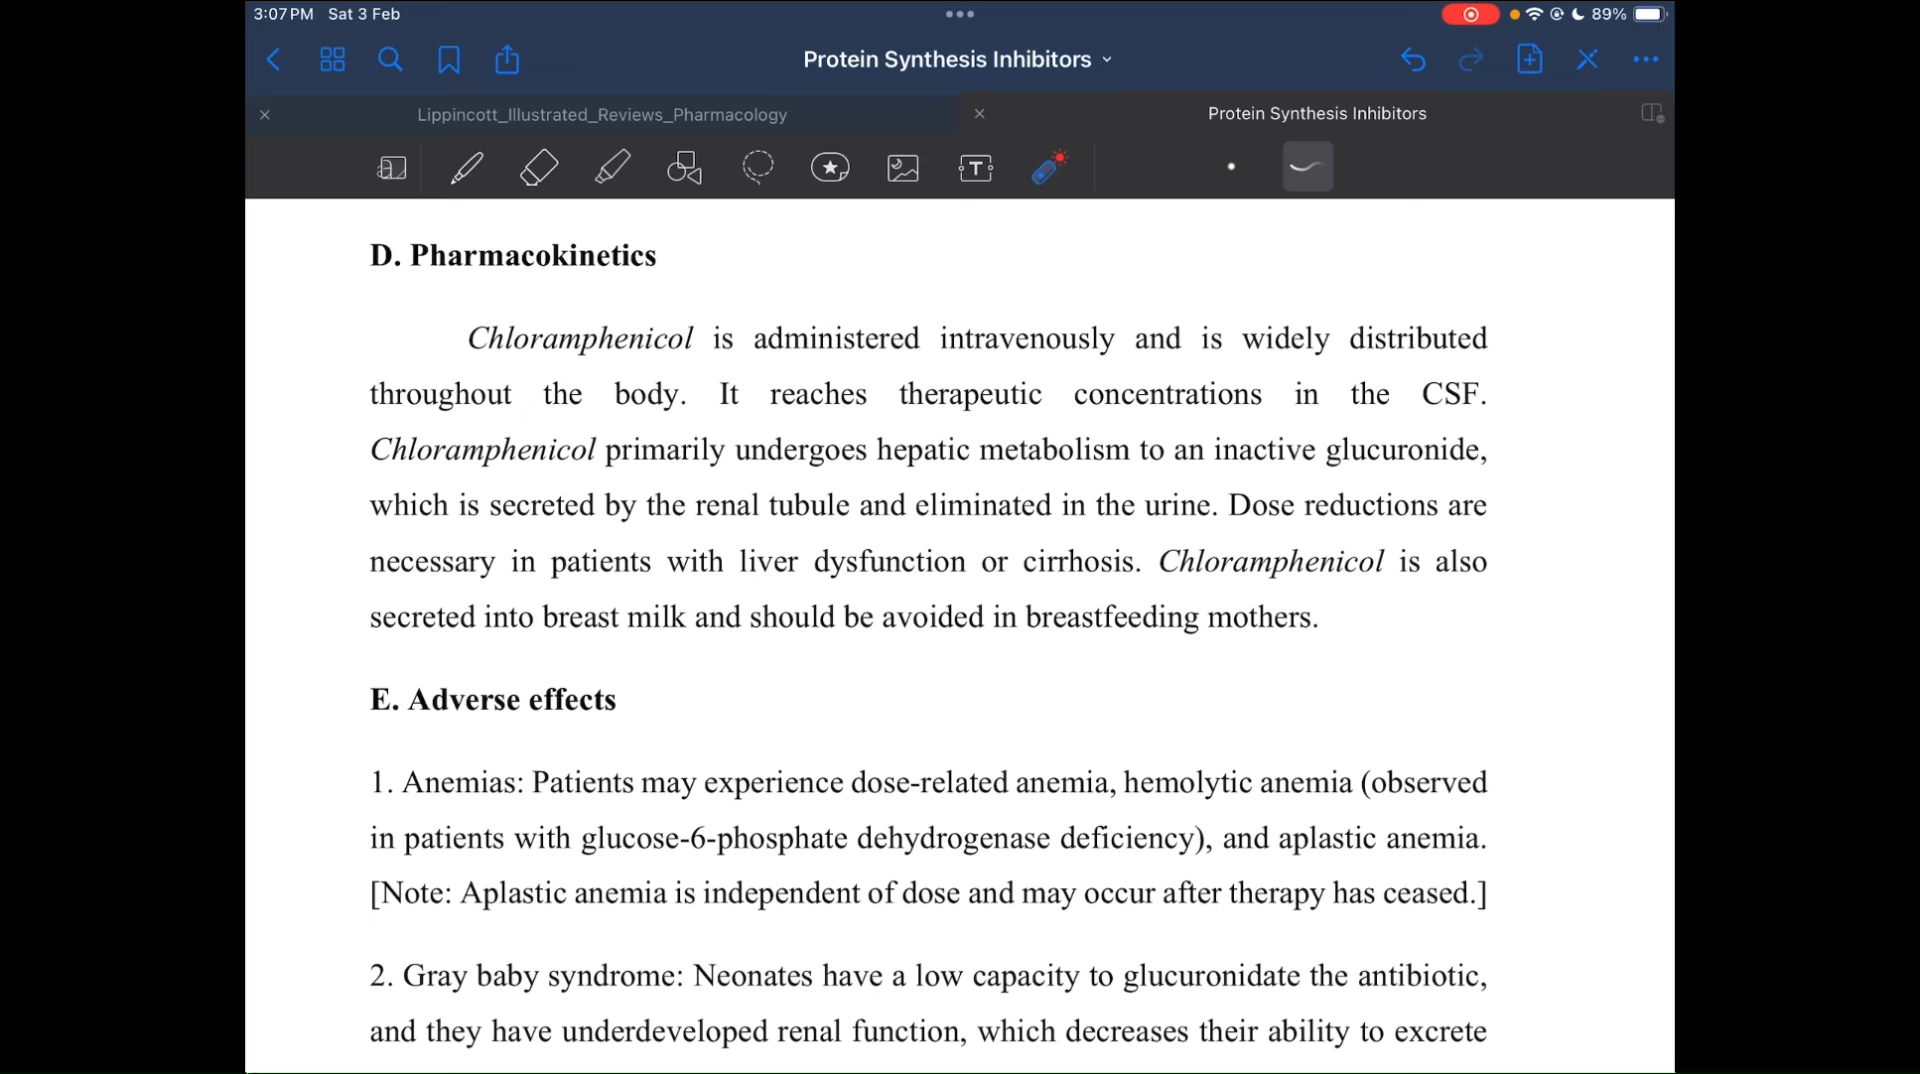 3:07 PM Sat 3 Feb
89%
Protein Synthesis Inhibitors
Lippincott_Illustrated_Reviews_Pharmacology
Protein Synthesis Inhibitors
T
D. Pharmacokinetics
Chloramphenicol is administered intravenously and is widely distributed
throughout the body. It reaches therapeutic concentrations in the CSF.
Chloramphenicol primarily undergoes hepatic metabolism to an inactive glucuronide,
which is secreted by the renal tubule and eliminated in the urine. Dose reductions are
necessary in patients with liver dysfunction or cirrhosis. Chloramphenicol is also
secreted into breast milk and should be avoided in breastfeeding mothers.
E. Adverse effects
1. Anemias: Patients may experience dose-related anemia, hemolytic anemia (observed
in patients with glucose-6-phosphate dehydrogenase deficiency), and aplastic anemia.
[Note: Aplastic anemia is independent of dose and may occur after therapy has ceased.]
2. Gray baby syndrome: Neonates have a low capacity to glucuronidate the antibiotic,
and they have underdeveloped renal function, which decreases their ability to excrete